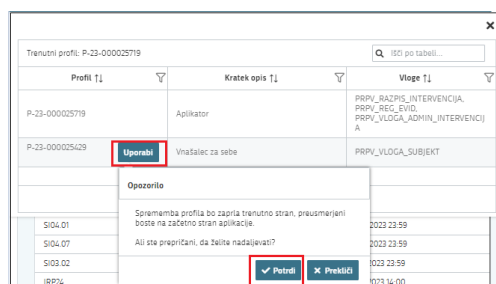 ×
Trenutni profil: P-23-000025719
Išči po tabeli...
Profil ↑↓ Kratek opis ↑↓ Vloge ↑↓
P-23-000025719 Aplikator PRPV_RAZPIS_INTERVENCIJA, PRPV_REG_EVID, PRPV_VLOGA_ADMIN_INTERVENCIJ
A
P-23-000025429 Uporabi Vnašalec za sebe PRPV_VLOGA_SUBJEKT
Opozorilo
Sprememba profila bo zaprla trenutno stran, preusmerjeni
boste na začetno stran aplikacije.
Ali ste prepričani, da želite nadaljevati?
Potrdi × Prekliči
SI04.01 2023 23:59
SI04.07 2023 23:59
SI03.02 2023 23:59
IRP24 2023 14:00